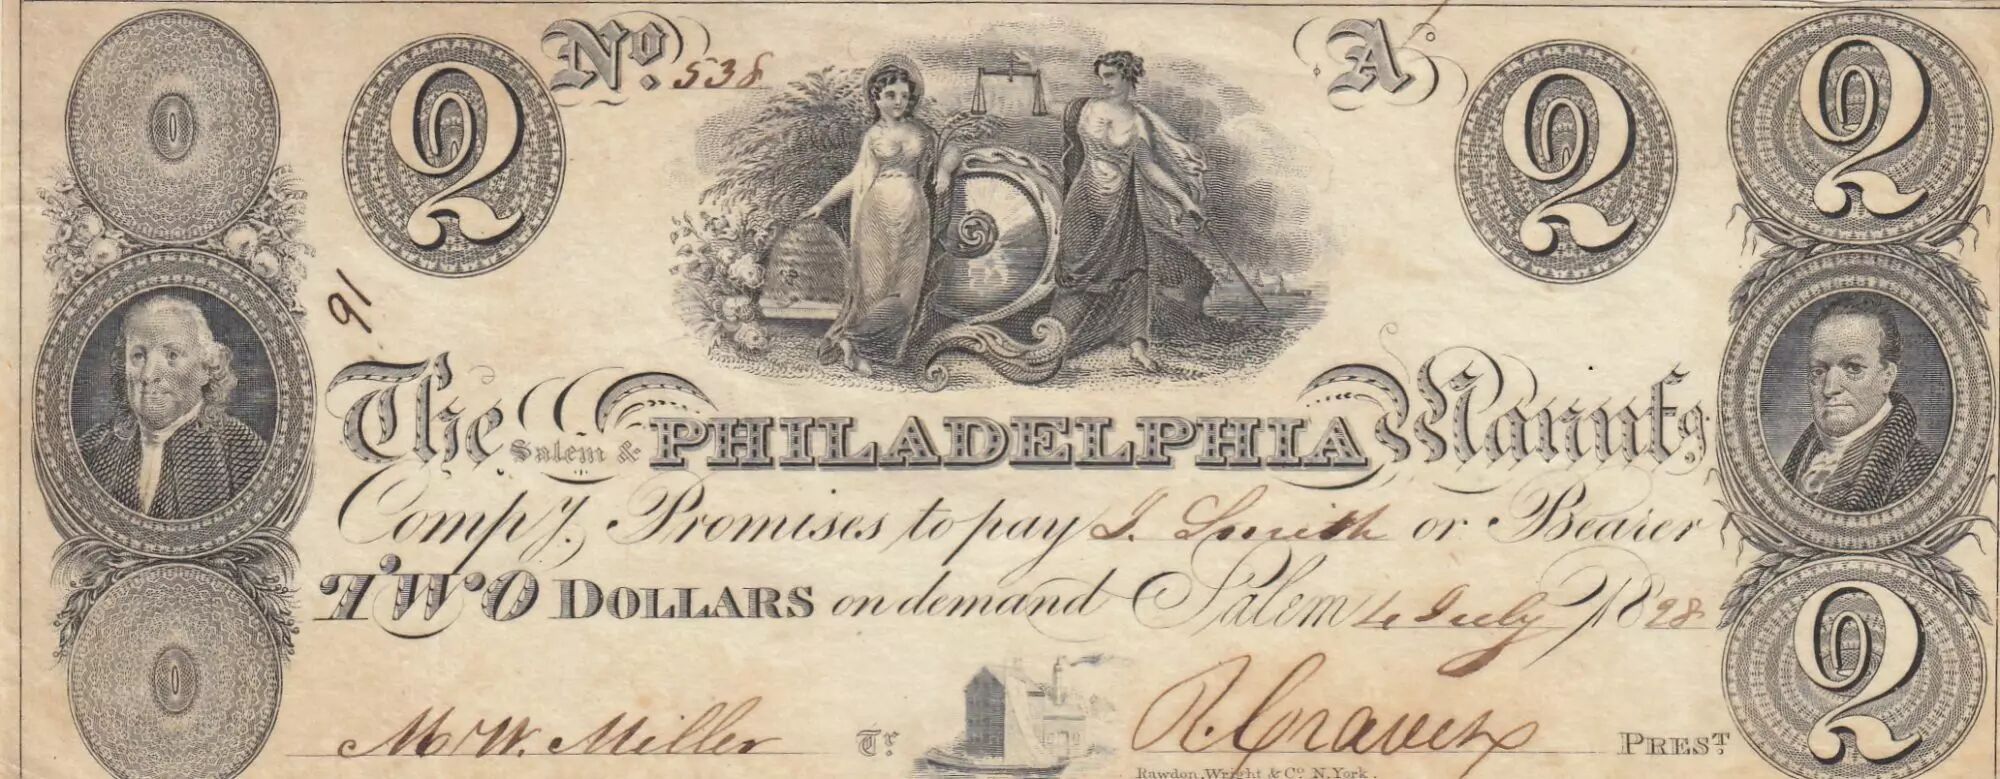 No. 538 A
2 2 2
91
The Salem & PHILADELPHIA Manufg
Compy. Promises to pay J. Smith or Bearer
TWO DOLLARS on demand Salem 4 July 1828
2
M W. Miller Tr. R. Craven PREST
Rawdon, Wright & Co. N. York.